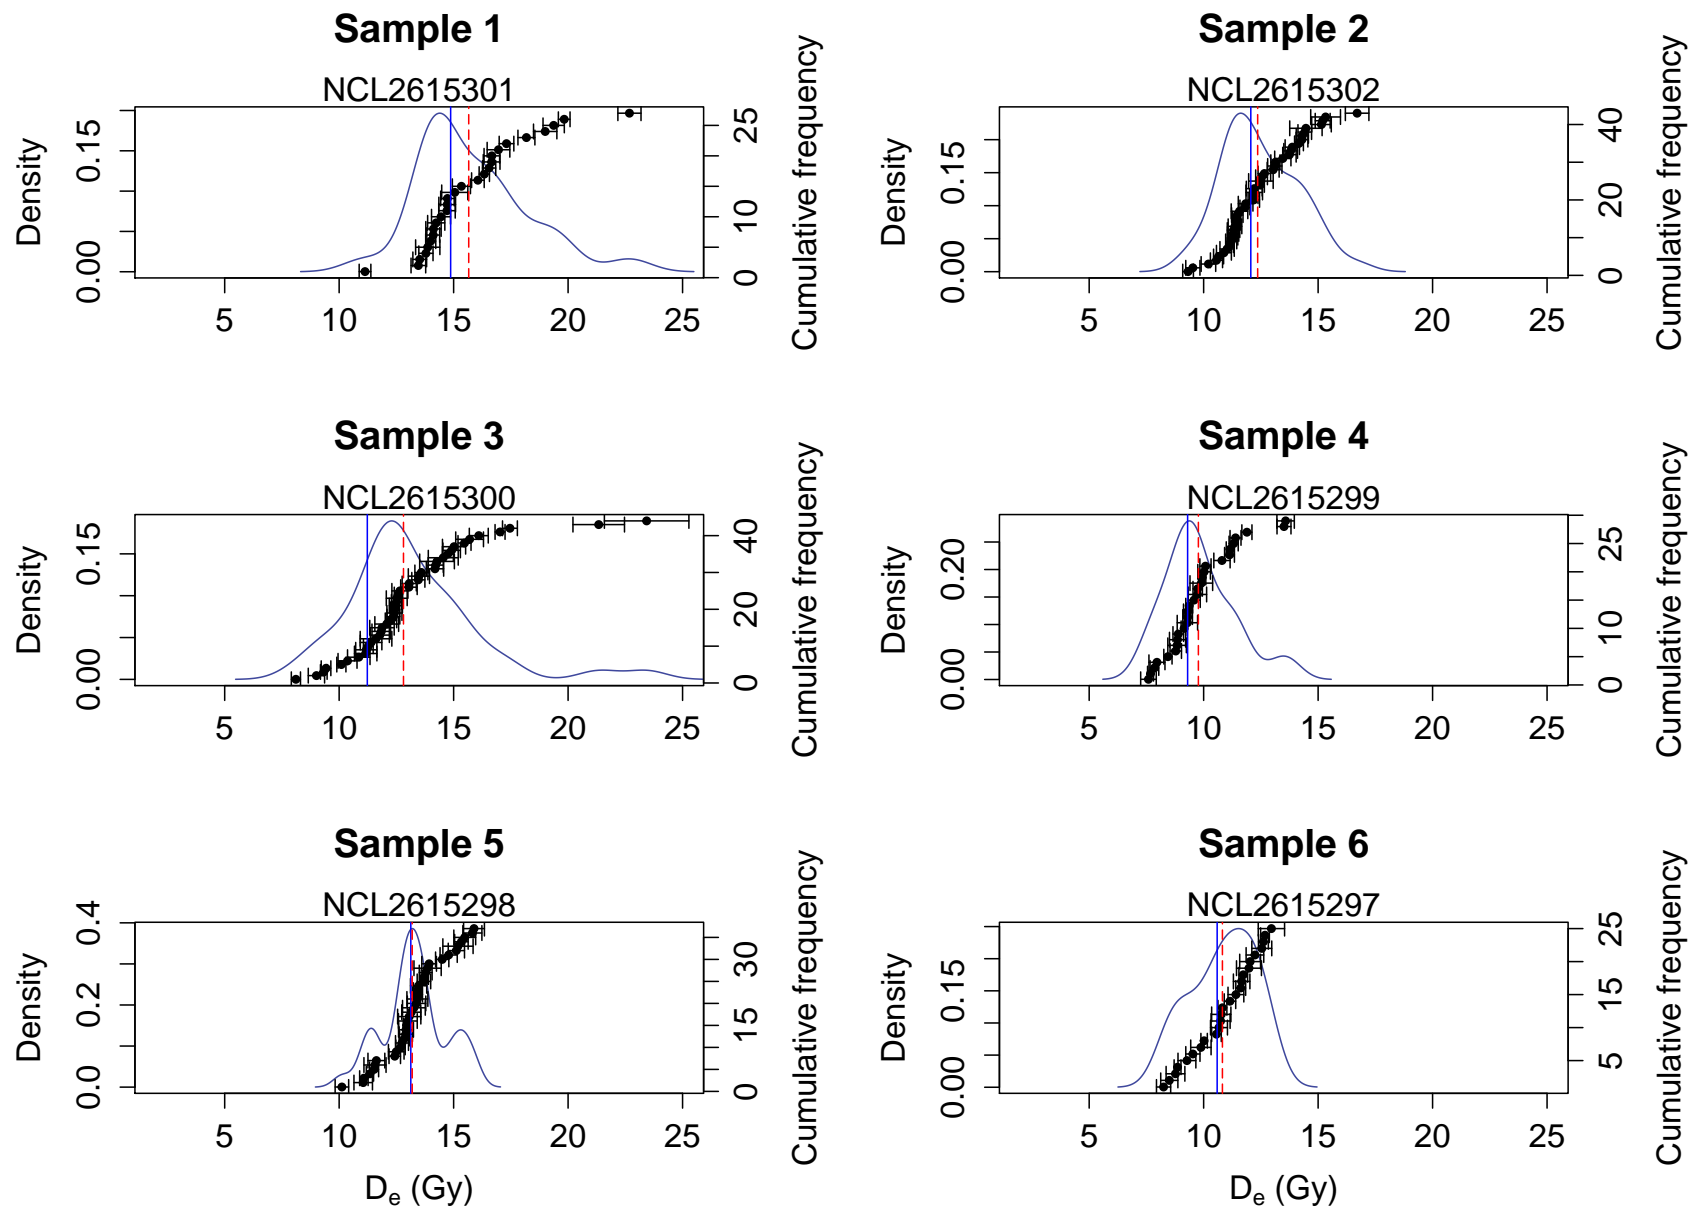 Sample 1
NCL2615301
Density
0.00 0.15
Cumulative frequency
0 10 25
5 10 15 20 25
Sample 2
NCL2615302
Density
0.00 0.15
Cumulative frequency
0 20 40
5 10 15 20 25
Sample 3
NCL2615300
Density
0.00 0.15
Cumulative frequency
0 20 40
5 10 15 20 25
Sample 4
NCL2615299
Density
0.00 0.20
Cumulative frequency
0 10 25
5 10 15 20 25
Sample 5
NCL2615298
Density
0.0 0.2 0.4
Cumulative frequency
0 15 30
5 10 15 20 25
De (Gy)
Sample 6
NCL2615297
Density
0.00 0.15
Cumulative frequency
5 15 25
5 10 15 20 25
De (Gy)